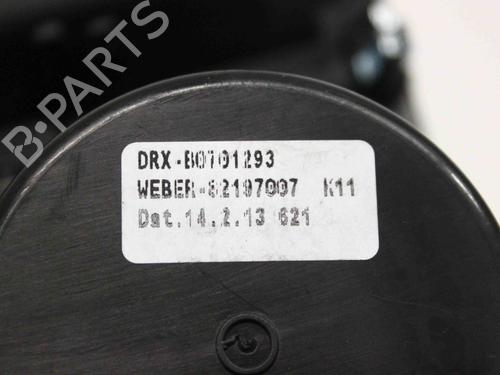 B-PARTS
DRX-B0701293
WEBER-82197007 K11
Dat.14.2.13 621